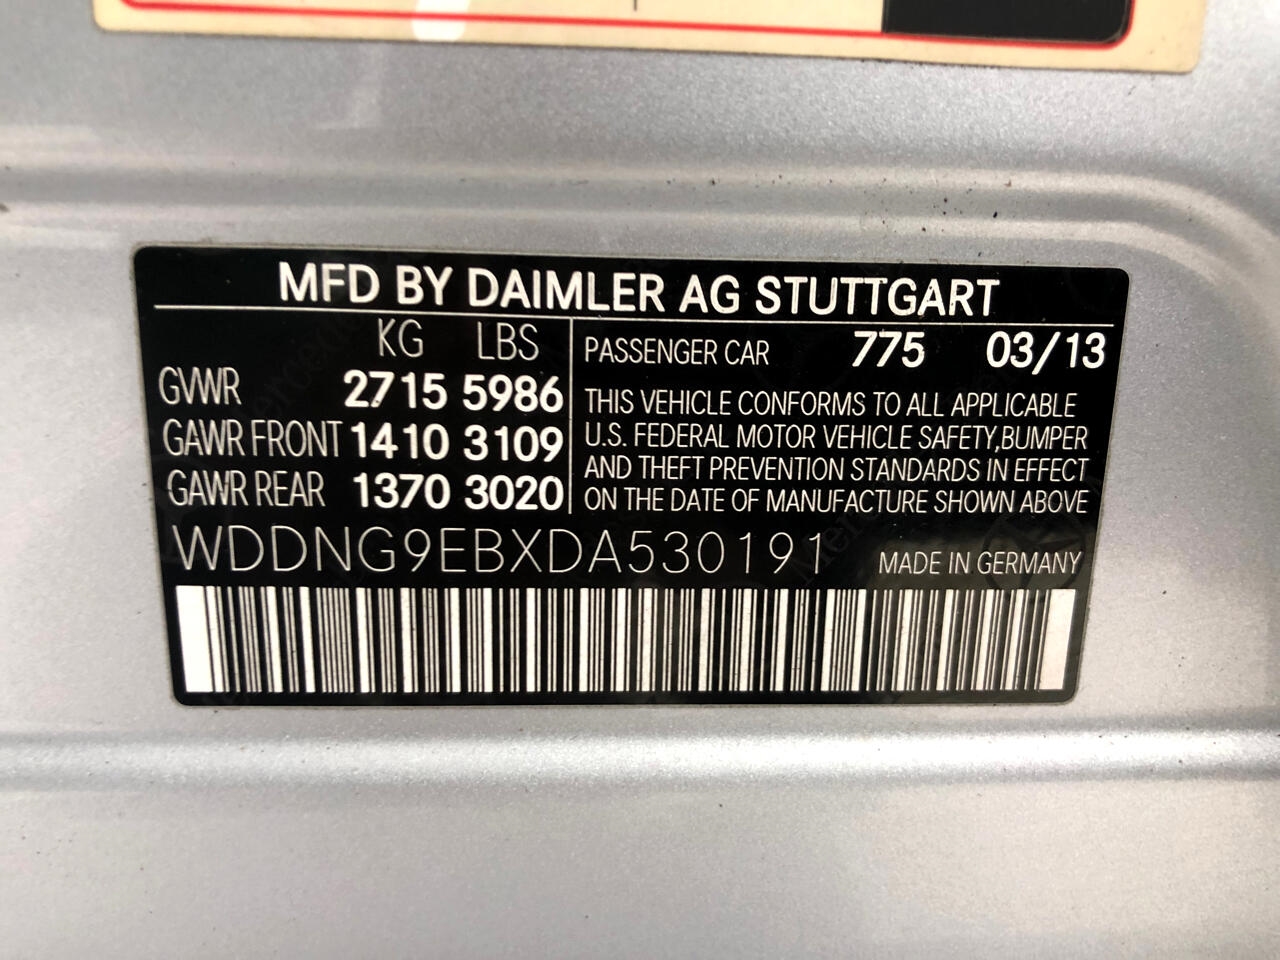 MFD BY DAIMLER AG STUTTGART
KG LBS
GVWR 2715 5986
GAWR FRONT 1410 3109
GAWR REAR 1370 3020
PASSENGER CAR 775 03/13
THIS VEHICLE CONFORMS TO ALL APPLICABLE
U.S. FEDERAL MOTOR VEHICLE SAFETY,BUMPER
AND THEFT PREVENTION STANDARDS IN EFFECT
ON THE DATE OF MANUFACTURE SHOWN ABOVE
WDDNG9EBXDA530191
MADE IN GERMANY